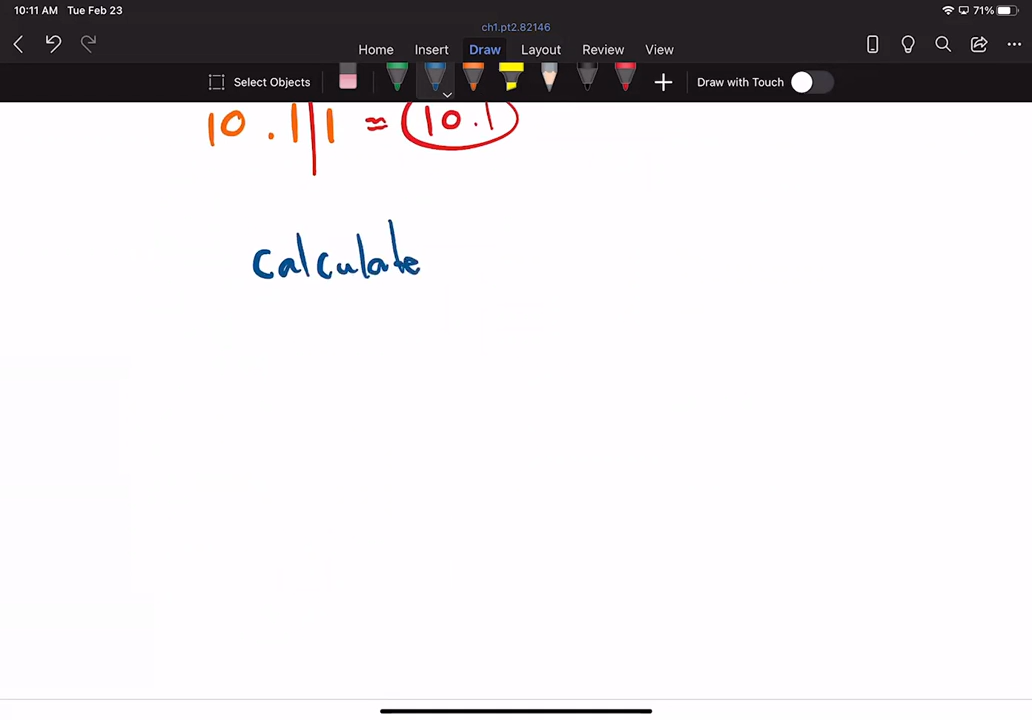 10:11 AM Tue Feb 23 71%
ch1.pt2.82146
Home Insert Draw Layout Review View
Select Objects Draw with Touch
10.1|1 ≈ 10.1
calculate